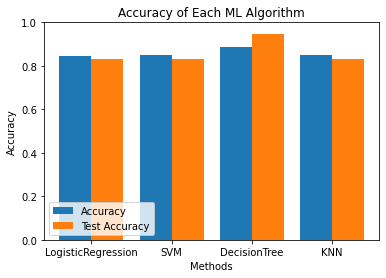 Accuracy of Each ML Algorithm
1.0
0.8
0.6
0.4
0.2
0.0
Accuracy
Accuracy
Test Accuracy
LogisticRegression SVM DecisionTree KNN
Methods